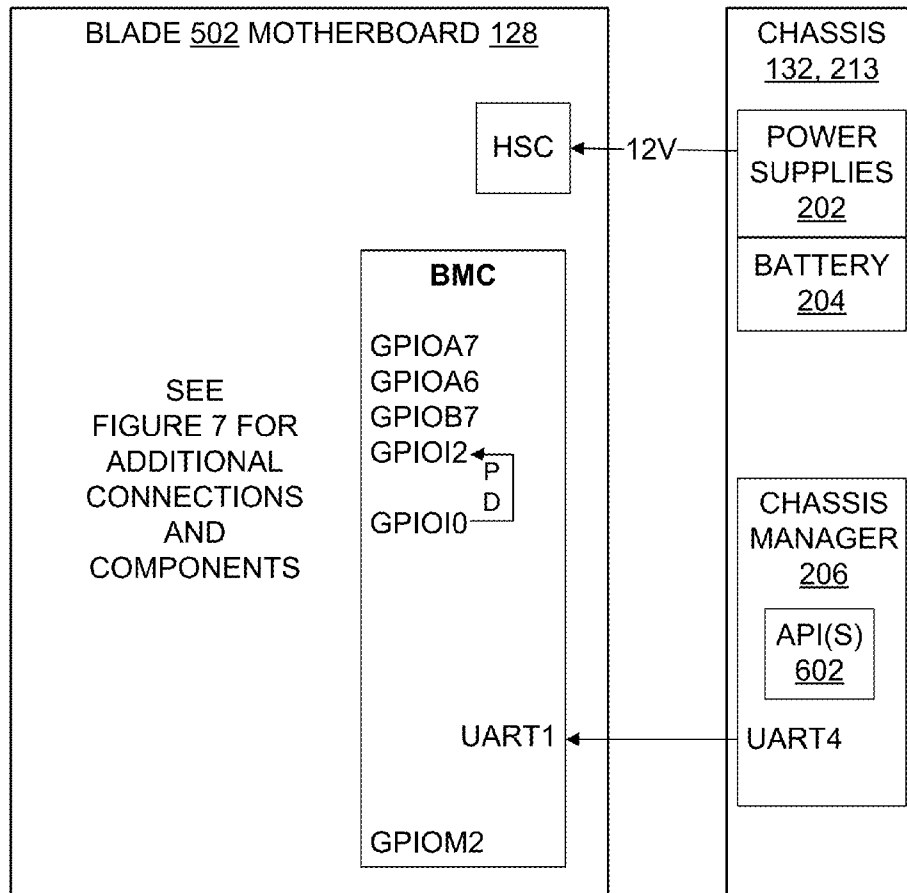 BLADE 502 MOTHERBOARD 128
HSC
12V
BMC
GPIOA7
GPIOA6
GPIOB7
GPIOI2
P
D
GPIOI0
UART1
GPIOM2
SEE
FIGURE 7 FOR
ADDITIONAL
CONNECTIONS
AND
COMPONENTS
CHASSIS
132, 213
POWER
SUPPLIES
202
BATTERY
204
CHASSIS
MANAGER
206
API(S)
602
UART4